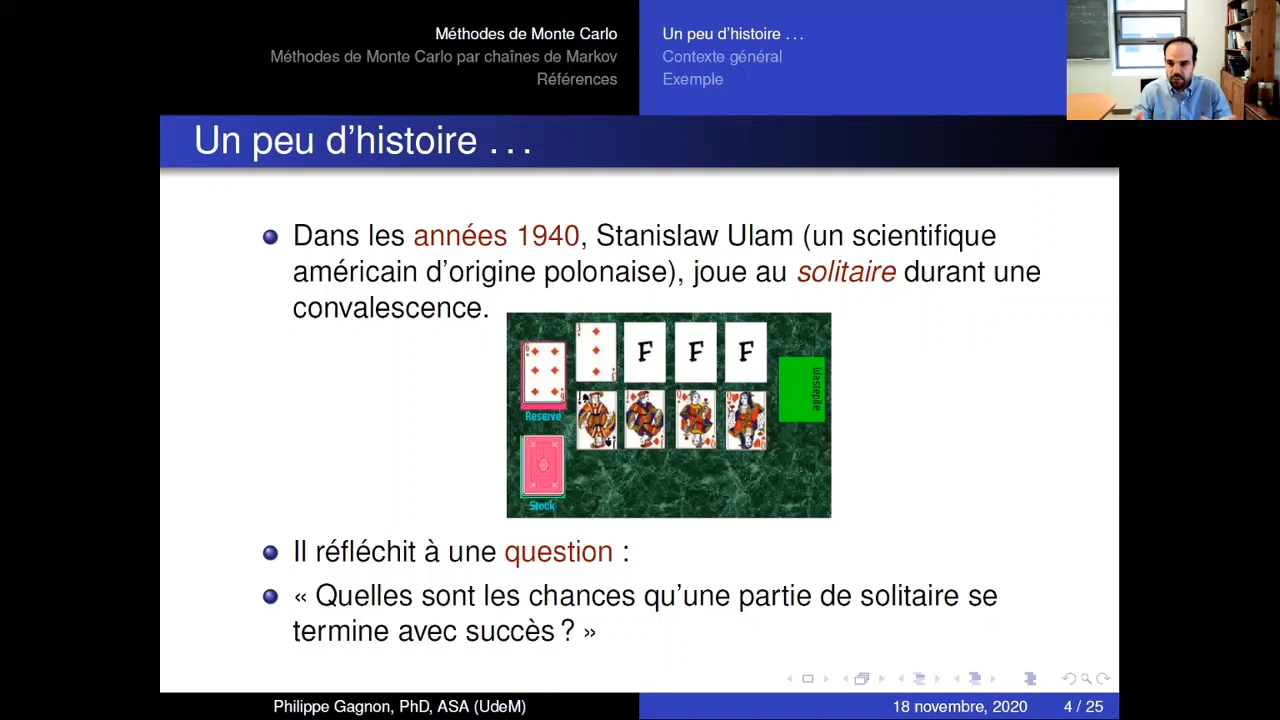 Méthodes de Monte Carlo
Méthodes de Monte Carlo par chaînes de Markov
Références
Un peu d'histoire . . .
Contexte général
Exemple
Un peu d'histoire . . .
Dans les années 1940, Stanislaw Ulam (un scientifique
américain d'origine polonaise), joue au solitaire durant une
convalescence.
F F F
Wastepile
Reserve
Stock
Il réfléchit à une question :
« Quelles sont les chances qu'une partie de solitaire se
termine avec succès ? »
Philippe Gagnon, PhD, ASA (UdeM)
18 novembre, 2020
4 / 25